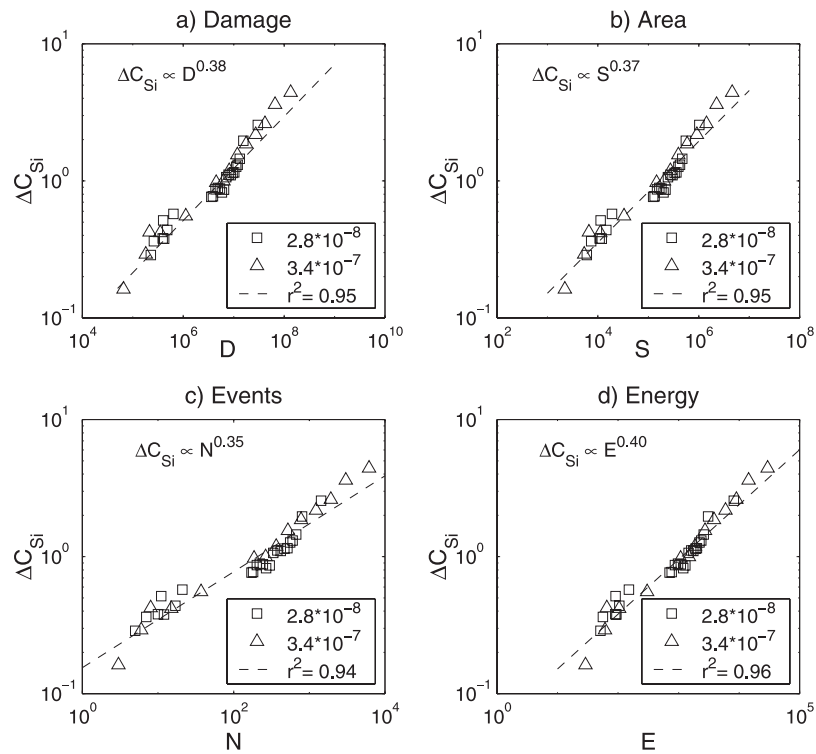 a) Damage
ΔC_Si ∝ D^0.38
10^1
10^0
10^-1
ΔC_Si
2.8*10^-8
3.4*10^-7
r^2= 0.95
10^4 10^6 10^8 10^10
D
b) Area
ΔC_Si ∝ S^0.37
10^1
10^0
10^-1
ΔC_Si
2.8*10^-8
3.4*10^-7
r^2= 0.95
10^2 10^4 10^6 10^8
S
c) Events
ΔC_Si ∝ N^0.35
10^1
10^0
10^-1
ΔC_Si
2.8*10^-8
3.4*10^-7
r^2= 0.94
10^0 10^2 10^4
N
d) Energy
ΔC_Si ∝ E^0.40
10^1
10^0
10^-1
ΔC_Si
2.8*10^-8
3.4*10^-7
r^2= 0.96
10^0 10^5
E